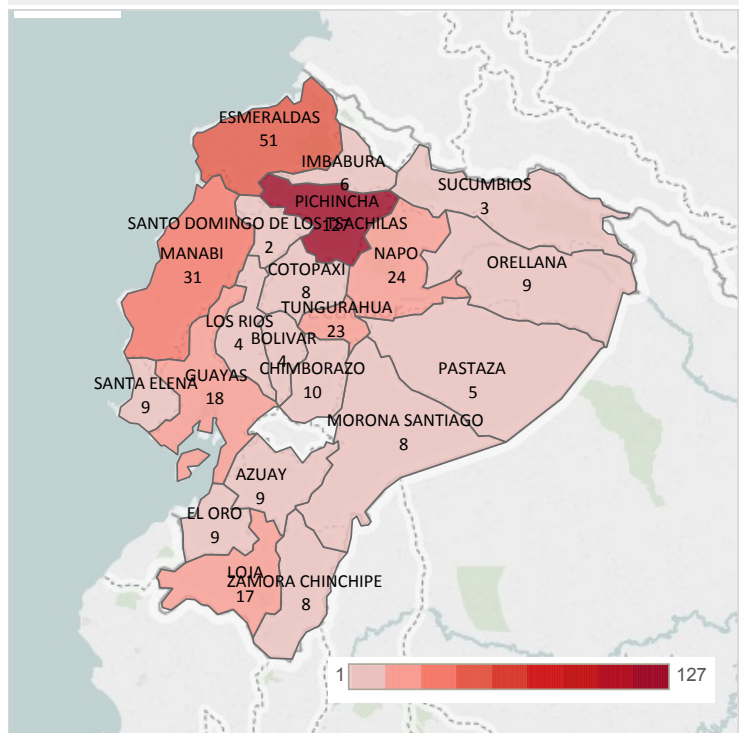 ESMERALDAS
51
IMBABURA
6
SUCUMBIOS
3
PICHINCHA
127
SANTO DOMINGO DE LOS TSACHILAS
2
MANABI
31
NAPO
24
ORELLANA
9
COTOPAXI
8
TUNGURAHUA
23
LOS RIOS
4
BOLIVAR
4
CHIMBORAZO
10
PASTAZA
5
SANTA ELENA
9
GUAYAS
18
MORONA SANTIAGO
8
AZUAY
9
EL ORO
9
LOJA
17
ZAMORA CHINCHIPE
8
1
127